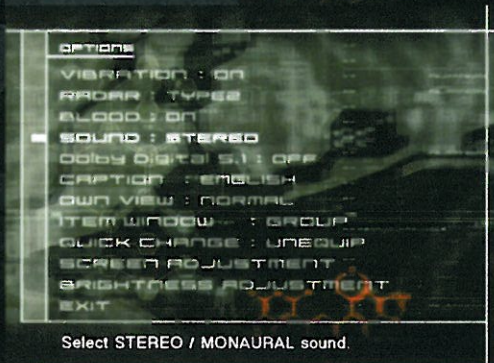 OPTIONS
VIBRATION : ON
RADAR : TYPE2
BLOOD : ON
SOUND : STEREO
Dolby Digital 5.1 : OFF
CAPTION : ENGLISH
OWN VIEW : NORMAL
ITEM WINDOW : GROUP
QUICK CHANGE : UNEQUIP
SCREEN ADJUSTMENT
BRIGHTNESS ADJUSTMENT
EXIT
Select STEREO / MONAURAL sound.